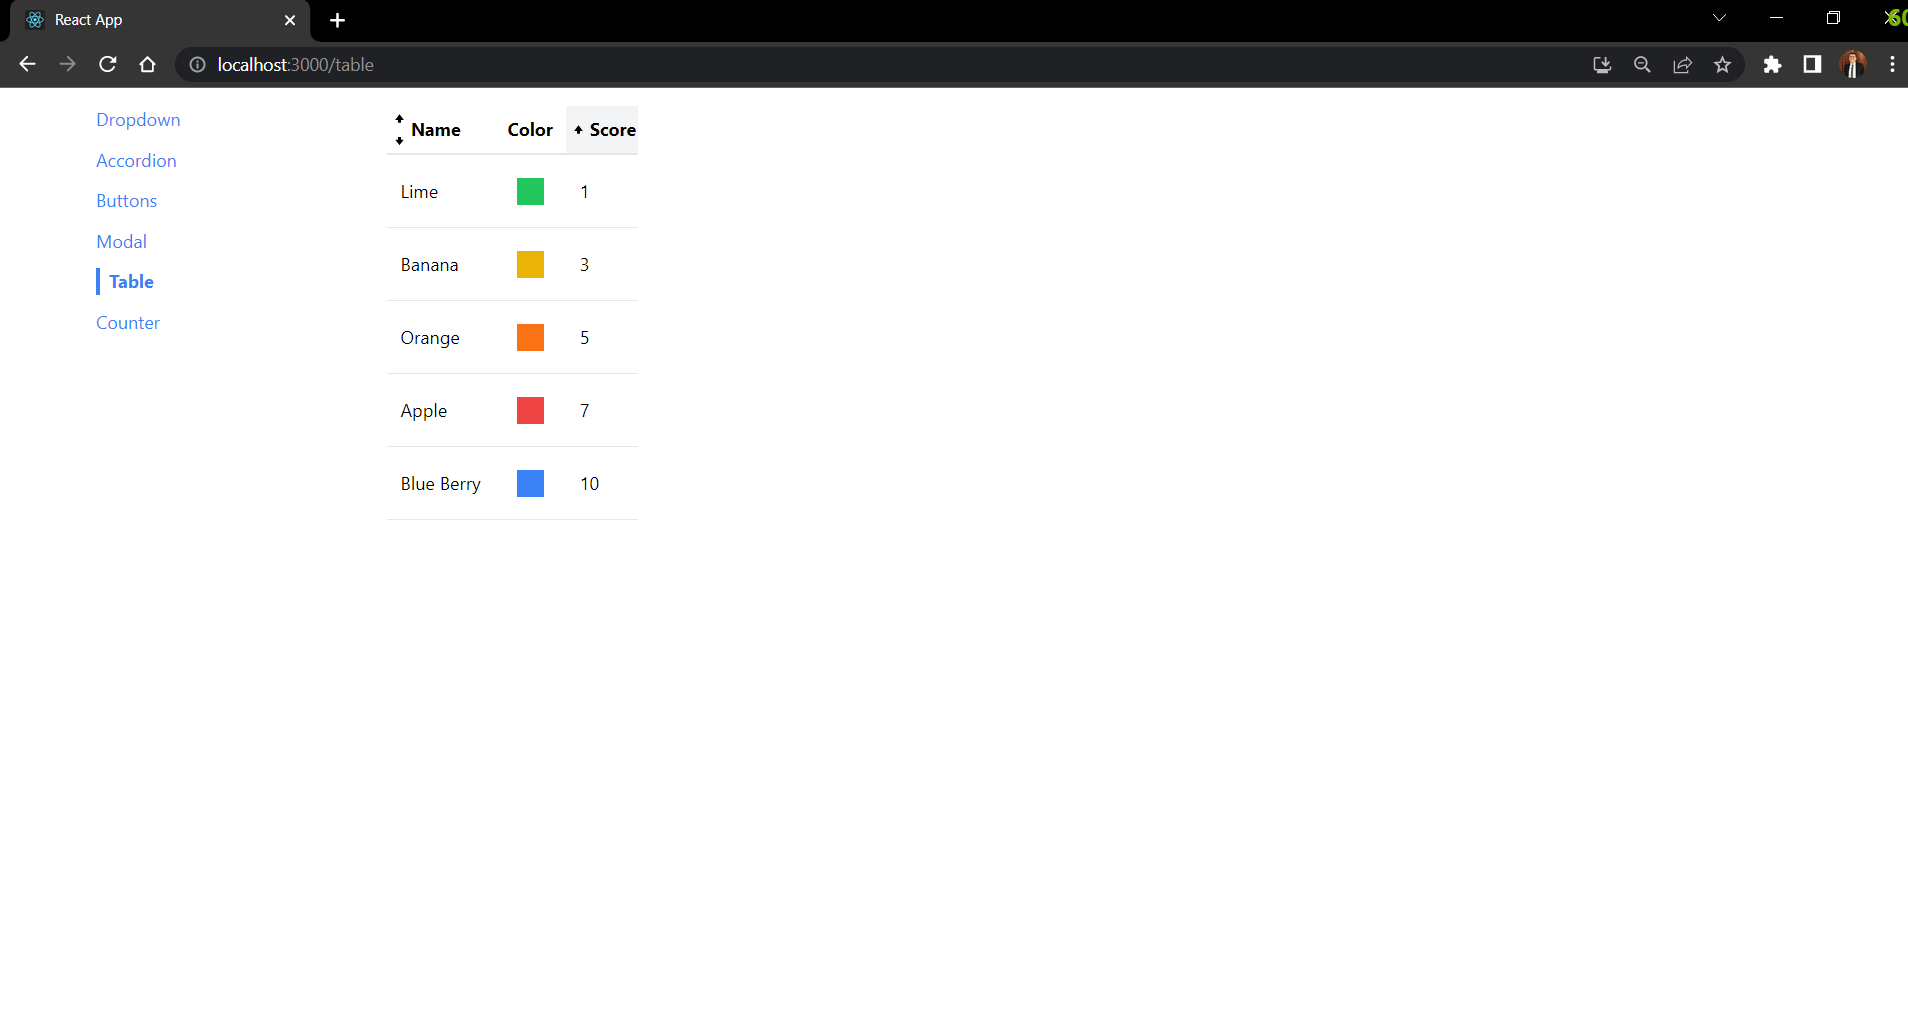 React App
localhost:3000/table
60
Dropdown
Accordion
Buttons
Modal
Table
Counter
Name Color Score
Lime 1
Banana 3
Orange 5
Apple 7
Blue Berry 10